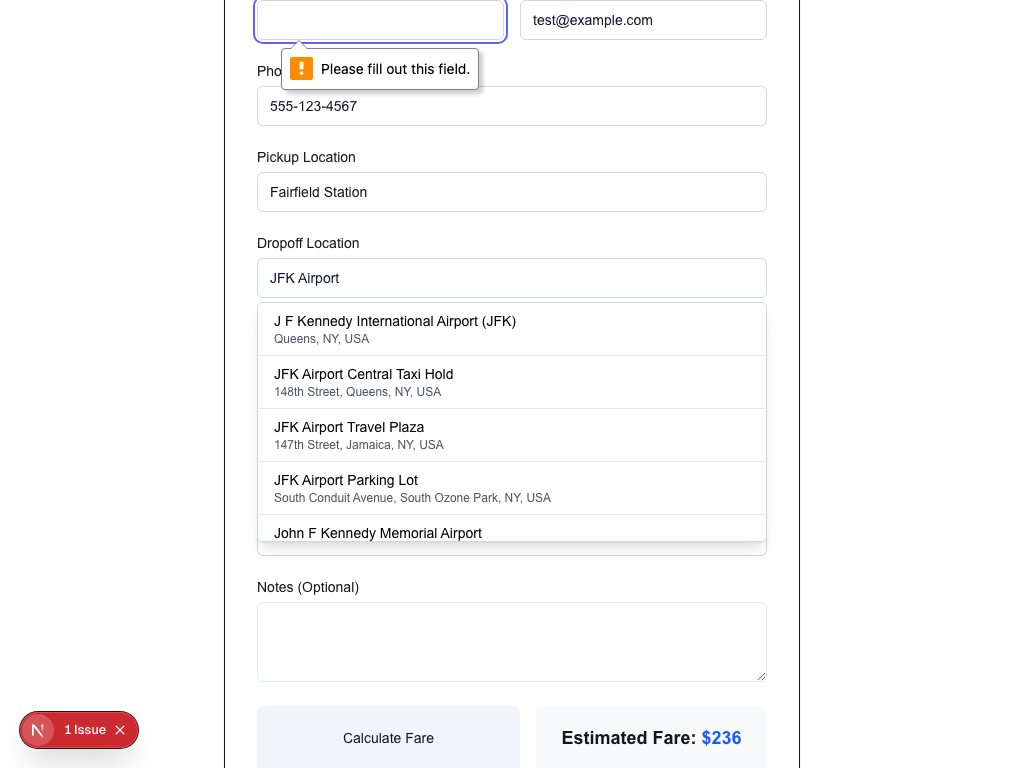 test@example.com
Please fill out this field.
Pho
555-123-4567
Pickup Location
Fairfield Station
Dropoff Location
JFK Airport
J F Kennedy International Airport (JFK)
Queens, NY, USA
JFK Airport Central Taxi Hold
148th Street, Queens, NY, USA
JFK Airport Travel Plaza
147th Street, Jamaica, NY, USA
JFK Airport Parking Lot
South Conduit Avenue, South Ozone Park, NY, USA
John F Kennedy Memorial Airport
Notes (Optional)
N 1 Issue
Calculate Fare
Estimated Fare: $236